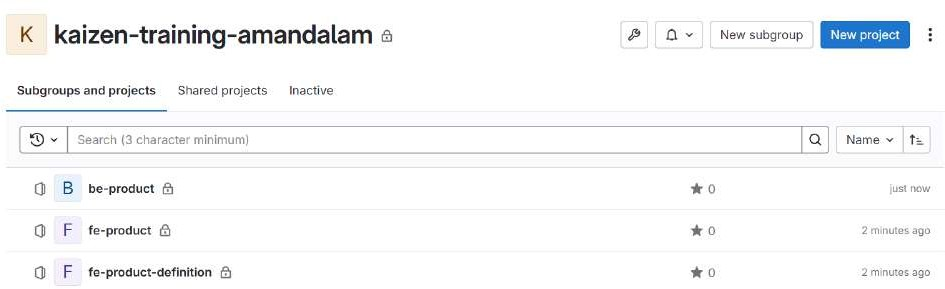 K kaizen-training-amandalam New subgroup New project
Subgroups and projects Shared projects Inactive
Search (3 character minimum) Name
B be-product 0 just now
F fe-product 0 2 minutes ago
F fe-product-definition 0 2 minutes ago